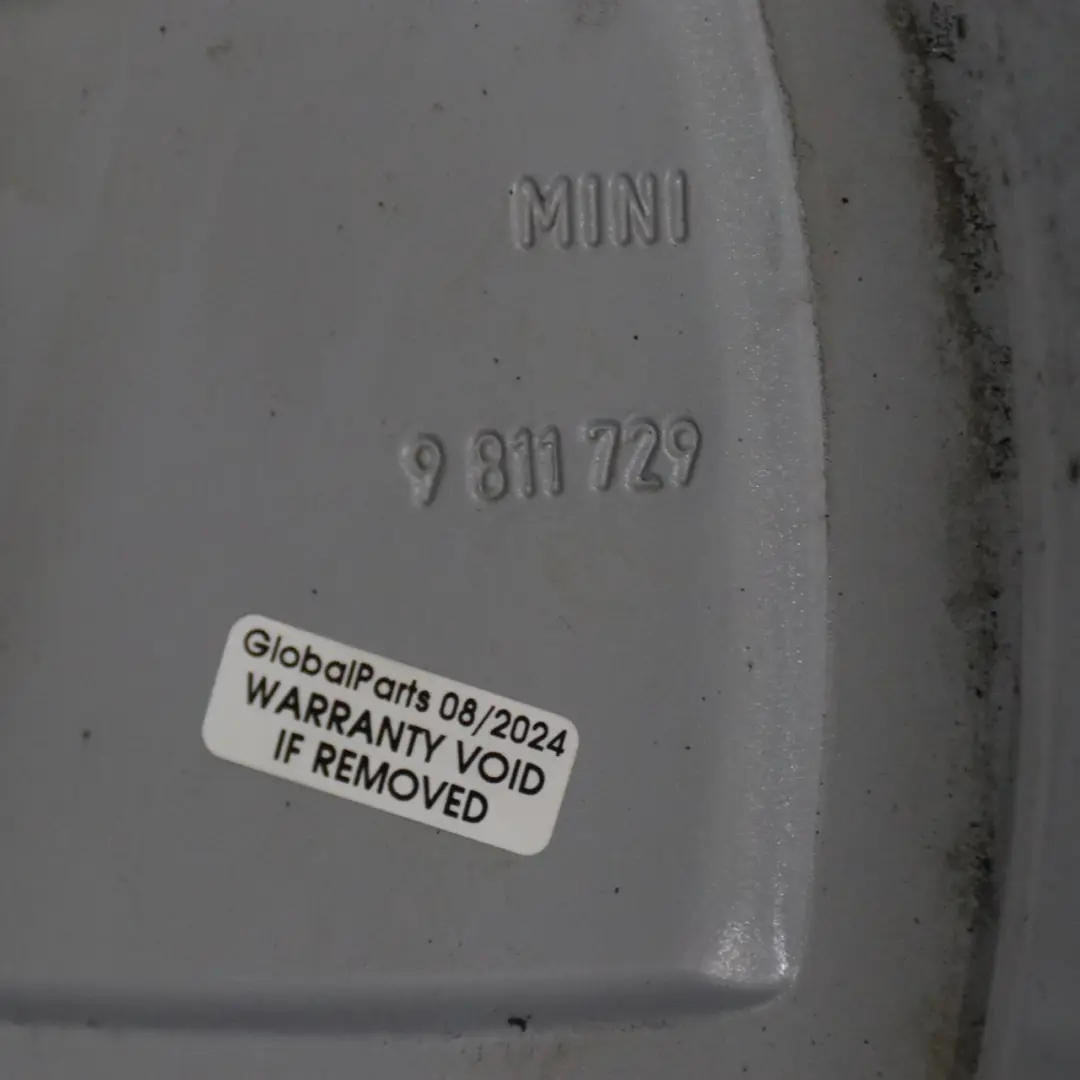 MINI
9 811 729
GlobalParts 08/2024
WARRANTY VOID
IF REMOVED